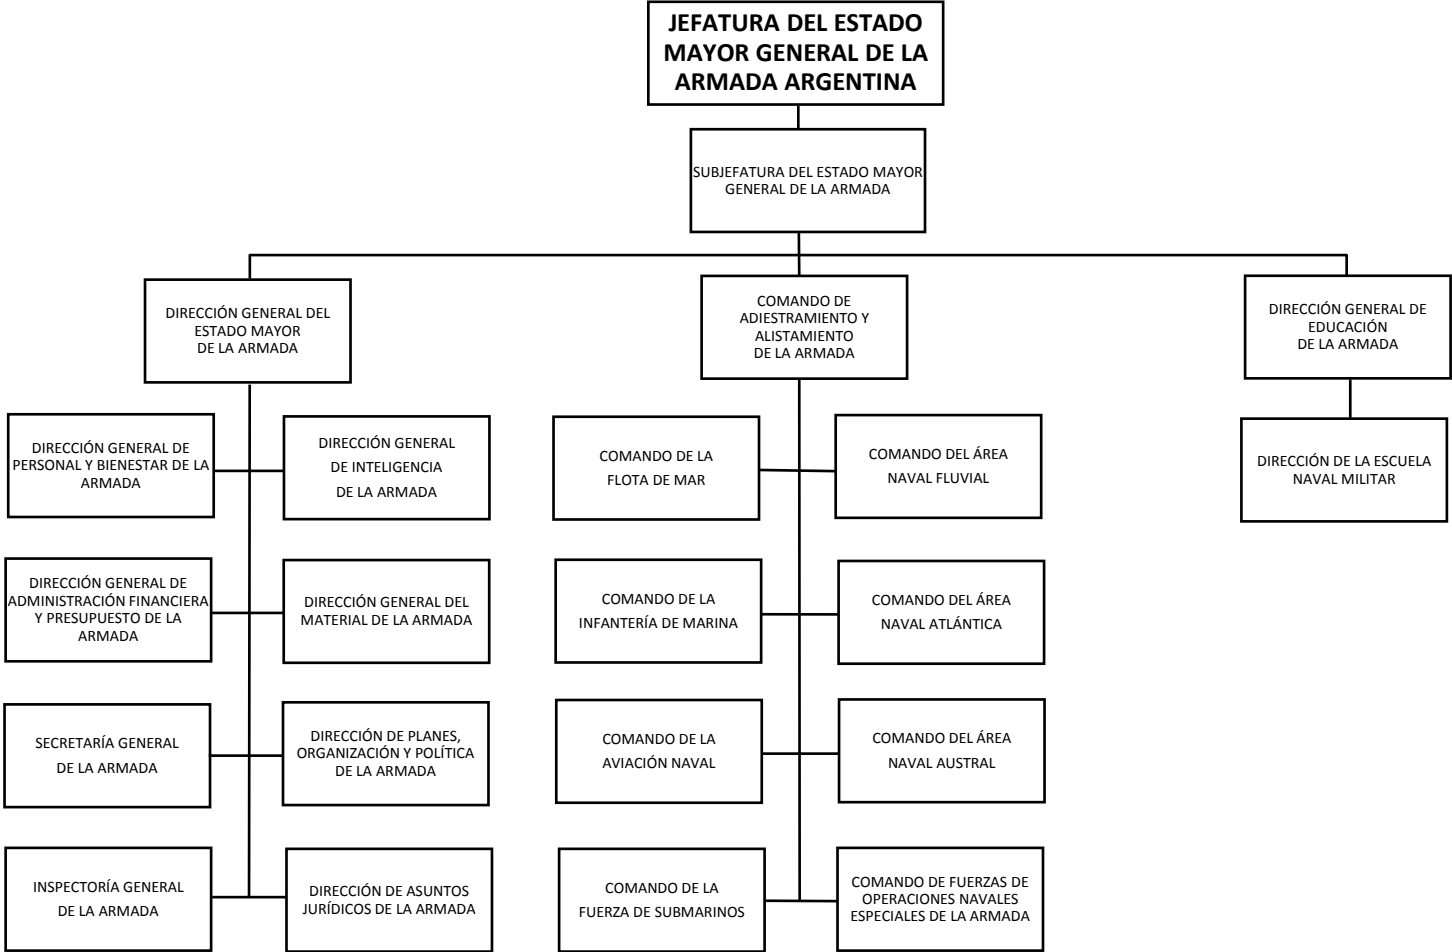 JEFATURA DEL ESTADO
MAYOR GENERAL DE LA
ARMADA ARGENTINA
SUBJEFATURA DEL ESTADO MAYOR
GENERAL DE LA ARMADA
DIRECCIÓN GENERAL DEL
ESTADO MAYOR
DE LA ARMADA
COMANDO DE
ADIESTRAMIENTO Y
ALISTAMIENTO
DE LA ARMADA
DIRECCIÓN GENERAL DE
EDUCACIÓN
DE LA ARMADA
DIRECCIÓN GENERAL DE
PERSONAL Y BIENESTAR DE LA
ARMADA
DIRECCIÓN GENERAL
DE INTELIGENCIA
DE LA ARMADA
COMANDO DE LA
FLOTA DE MAR
COMANDO DEL ÁREA
NAVAL FLUVIAL
DIRECCIÓN DE LA ESCUELA
NAVAL MILITAR
DIRECCIÓN GENERAL DE
ADMINISTRACIÓN FINANCIERA
Y PRESUPUESTO DE LA
ARMADA
DIRECCIÓN GENERAL DEL
MATERIAL DE LA ARMADA
COMANDO DE LA
INFANTERÍA DE MARINA
COMANDO DEL ÁREA
NAVAL ATLÁNTICA
SECRETARÍA GENERAL
DE LA ARMADA
DIRECCIÓN DE PLANES,
ORGANIZACIÓN Y POLÍTICA
DE LA ARMADA
COMANDO DE LA
AVIACIÓN NAVAL
COMANDO DEL ÁREA
NAVAL AUSTRAL
INSPECTORÍA GENERAL
DE LA ARMADA
DIRECCIÓN DE ASUNTOS
JURÍDICOS DE LA ARMADA
COMANDO DE LA
FUERZA DE SUBMARINOS
COMANDO DE FUERZAS DE
OPERACIONES NAVALES
ESPECIALES DE LA ARMADA